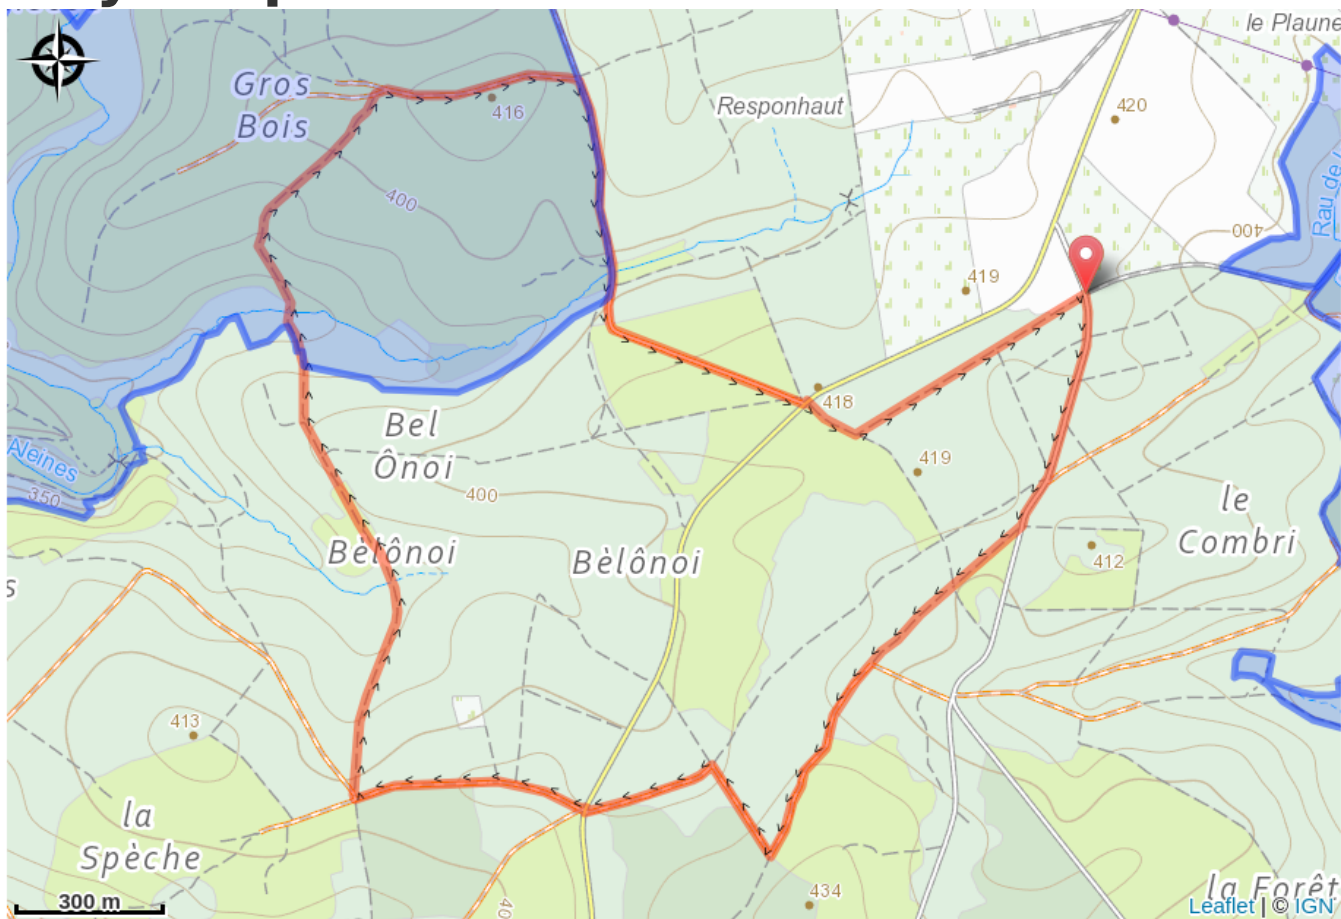 le Plaune
Gros
Bois
416
Responhaut
420
400
400
Rau de
419
418
Bel
Ônoi
419
Aleines
350
400
le
Combri
Bèlônoi
Bèlônoi
412
s
413
la
Spèche
434
la Forêt
300 m
Leaflet | © IGN